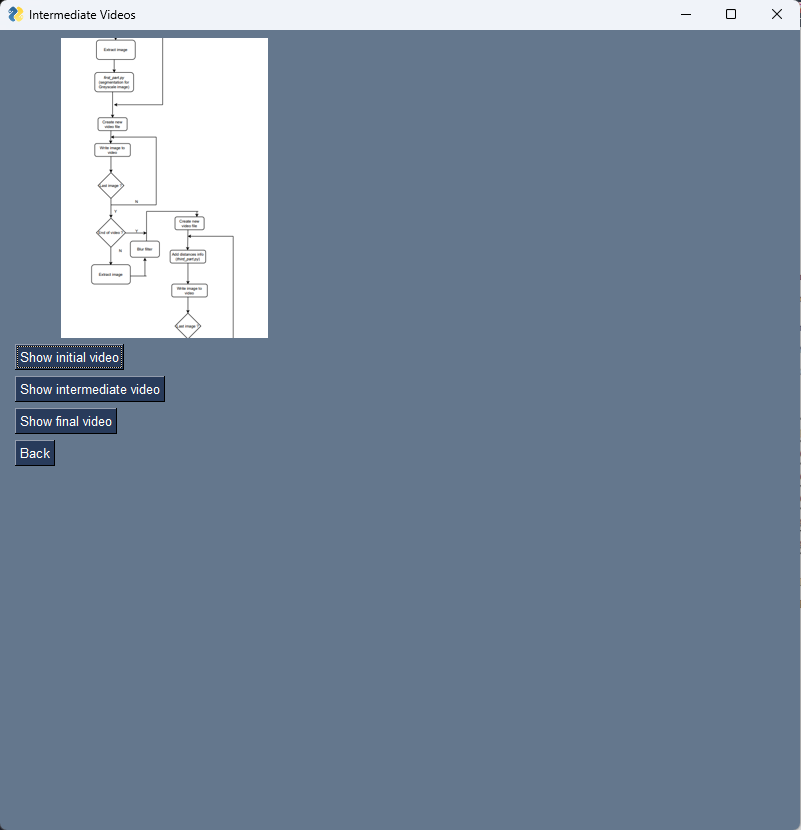 Intermediate Videos
Extract image
first_part.py
(segmentation for
Greyscale image)
Create new
video file
Write image to
video
Last image ?
N
Y
End of video ?
Y
N
Blur filter
Extract image
Create new
video file
Add distances info
(third_part.py)
Write image to
video
Last image ?
Show initial video
Show intermediate video
Show final video
Back